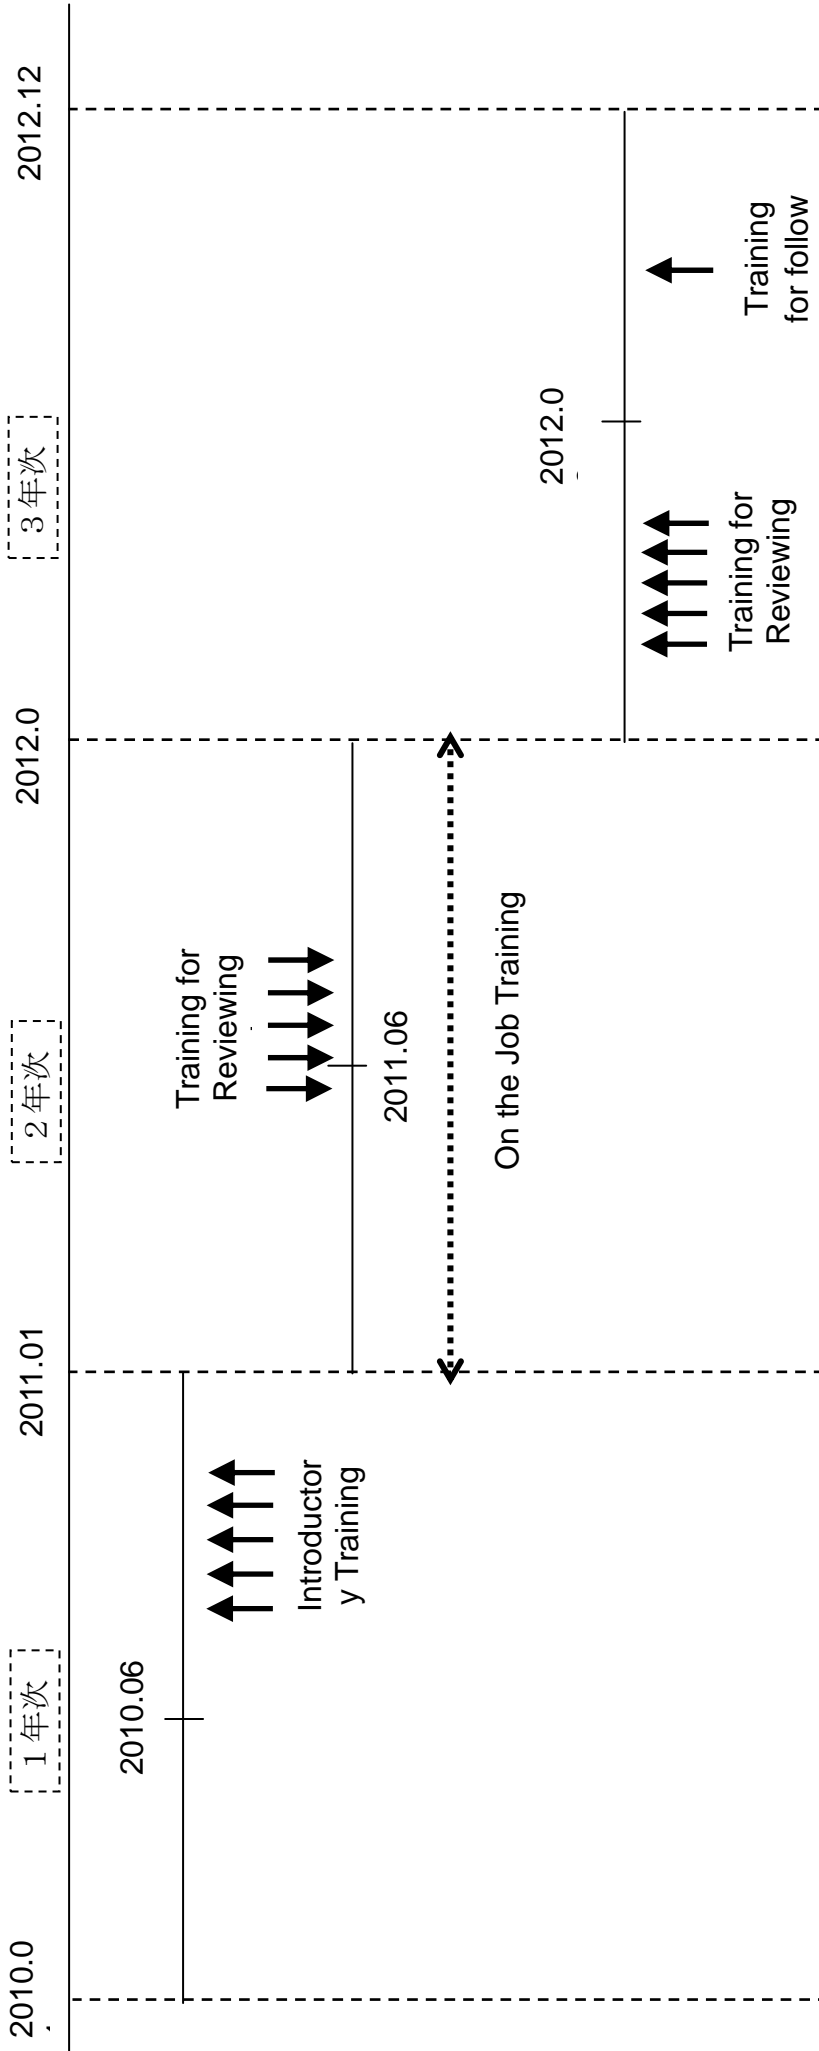 1年次
2年次
3年次
2010.0
2011.01
2012.0
2012.12
2010.06
Introductor
y Training
Training for
Reviewing
2011.06
On the Job Training
2012.0
Training for
Reviewing
Training
for follow